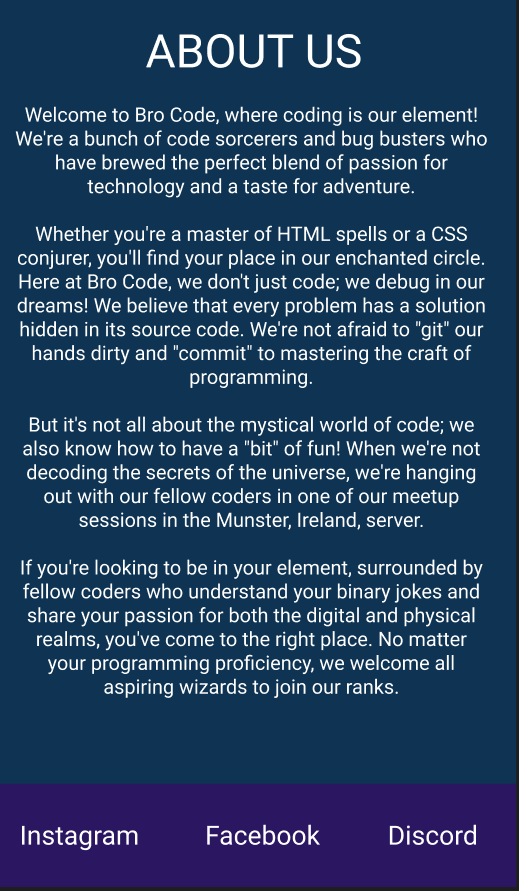 ABOUT US
Welcome to Bro Code, where coding is our element!
We're a bunch of code sorcerers and bug busters who
have brewed the perfect blend of passion for
technology and a taste for adventure.
Whether you're a master of HTML spells or a CSS
conjurer, you'll find your place in our enchanted circle.
Here at Bro Code, we don't just code; we debug in our
dreams! We believe that every problem has a solution
hidden in its source code. We're not afraid to "git" our
hands dirty and "commit" to mastering the craft of
programming.
But it's not all about the mystical world of code; we
also know how to have a "bit" of fun! When we're not
decoding the secrets of the universe, we're hanging
out with our fellow coders in one of our meetup
sessions in the Munster, Ireland, server.
If you're looking to be in your element, surrounded by
fellow coders who understand your binary jokes and
share your passion for both the digital and physical
realms, you've come to the right place. No matter
your programming proficiency, we welcome all
aspiring wizards to join our ranks.
Instagram Facebook Discord